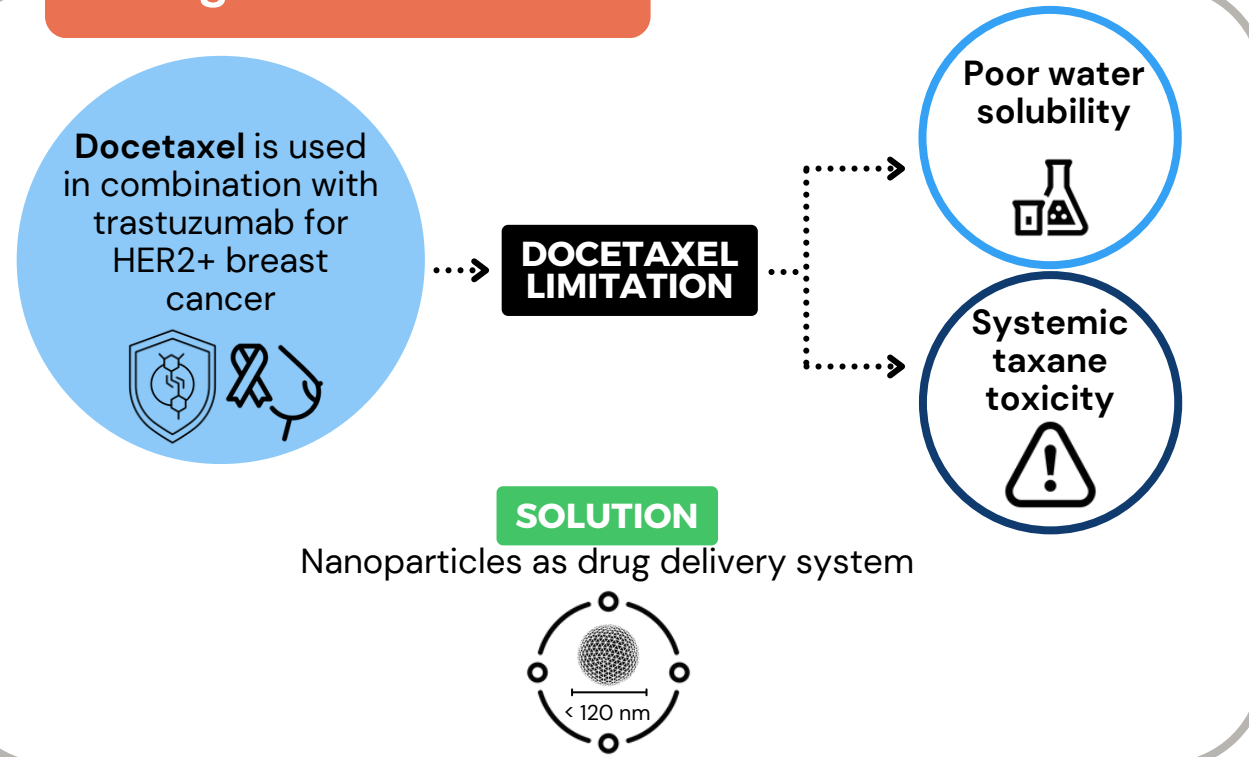 Docetaxel is used
in combination with
trastuzumab for
HER2+ breast
cancer
DOCETAXEL
LIMITATION
Poor water
solubility
Systemic
taxane
toxicity
SOLUTION
Nanoparticles as drug delivery system
< 120 nm